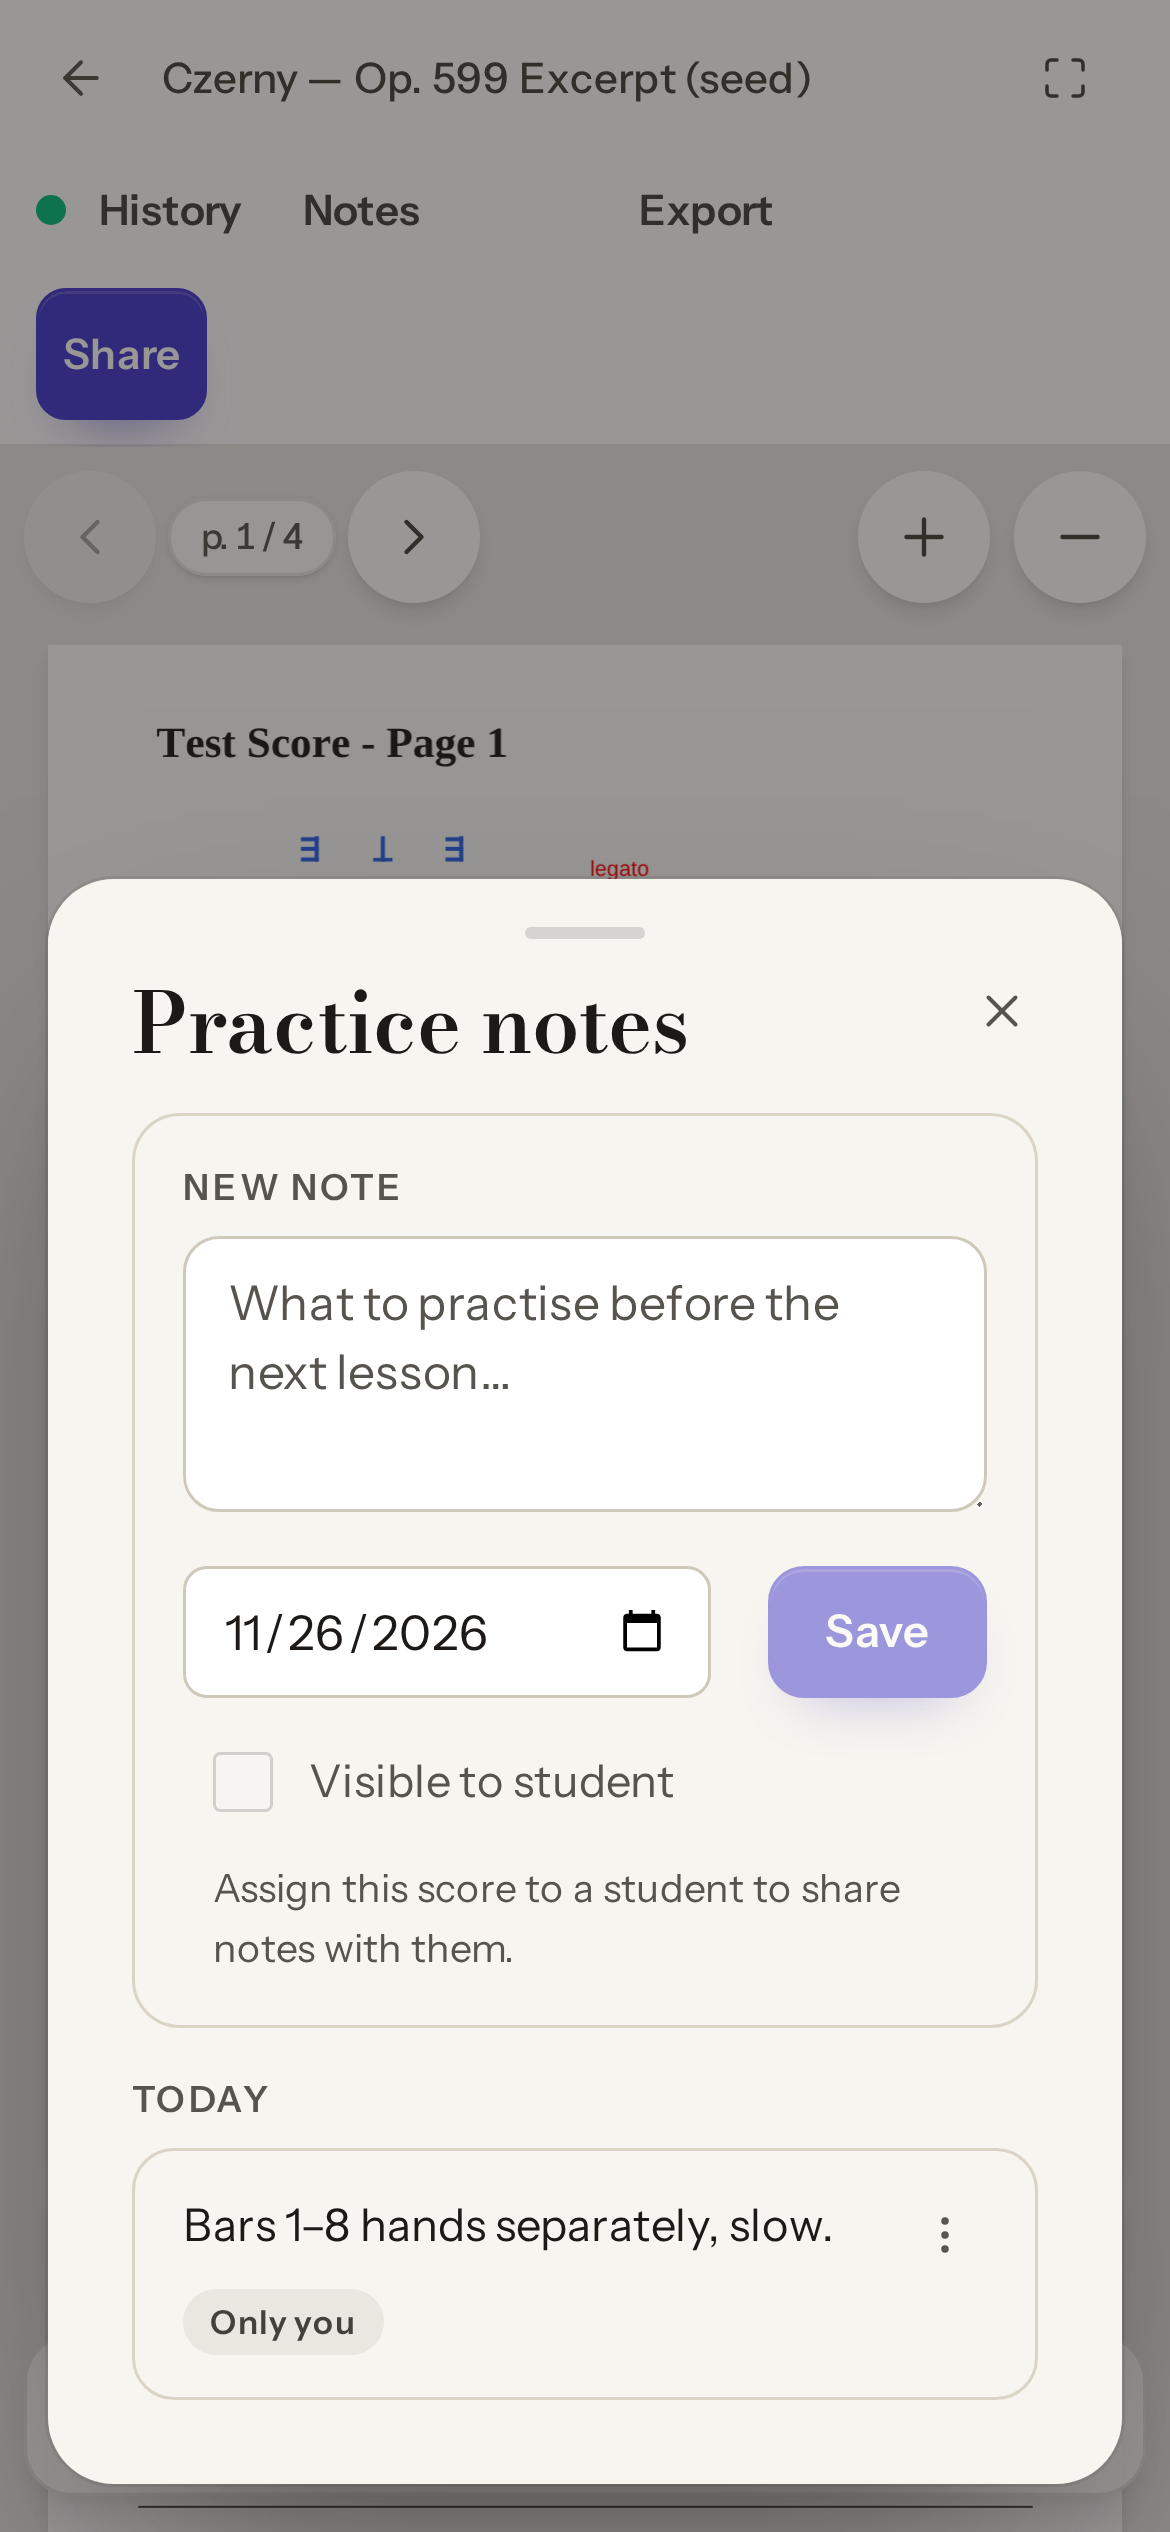 Czerny — Op. 599 Excerpt (seed)
History Notes Export
Share
p. 1 / 4
Test Score - Page 1
E T E
legato
Practice notes
NEW NOTE
What to practise before the
next lesson...
11/26/2026
Save
Visible to student
Assign this score to a student to share
notes with them.
TODAY
Bars 1–8 hands separately, slow.
Only you